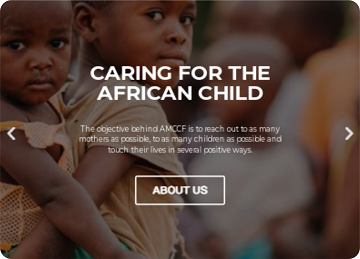 CARING FOR THE
AFRICAN CHILD
The objective behind AMCCF is to reach out to as many
mothers as possible, to as many children as possible and
touch their lives in several positive ways.
ABOUT US